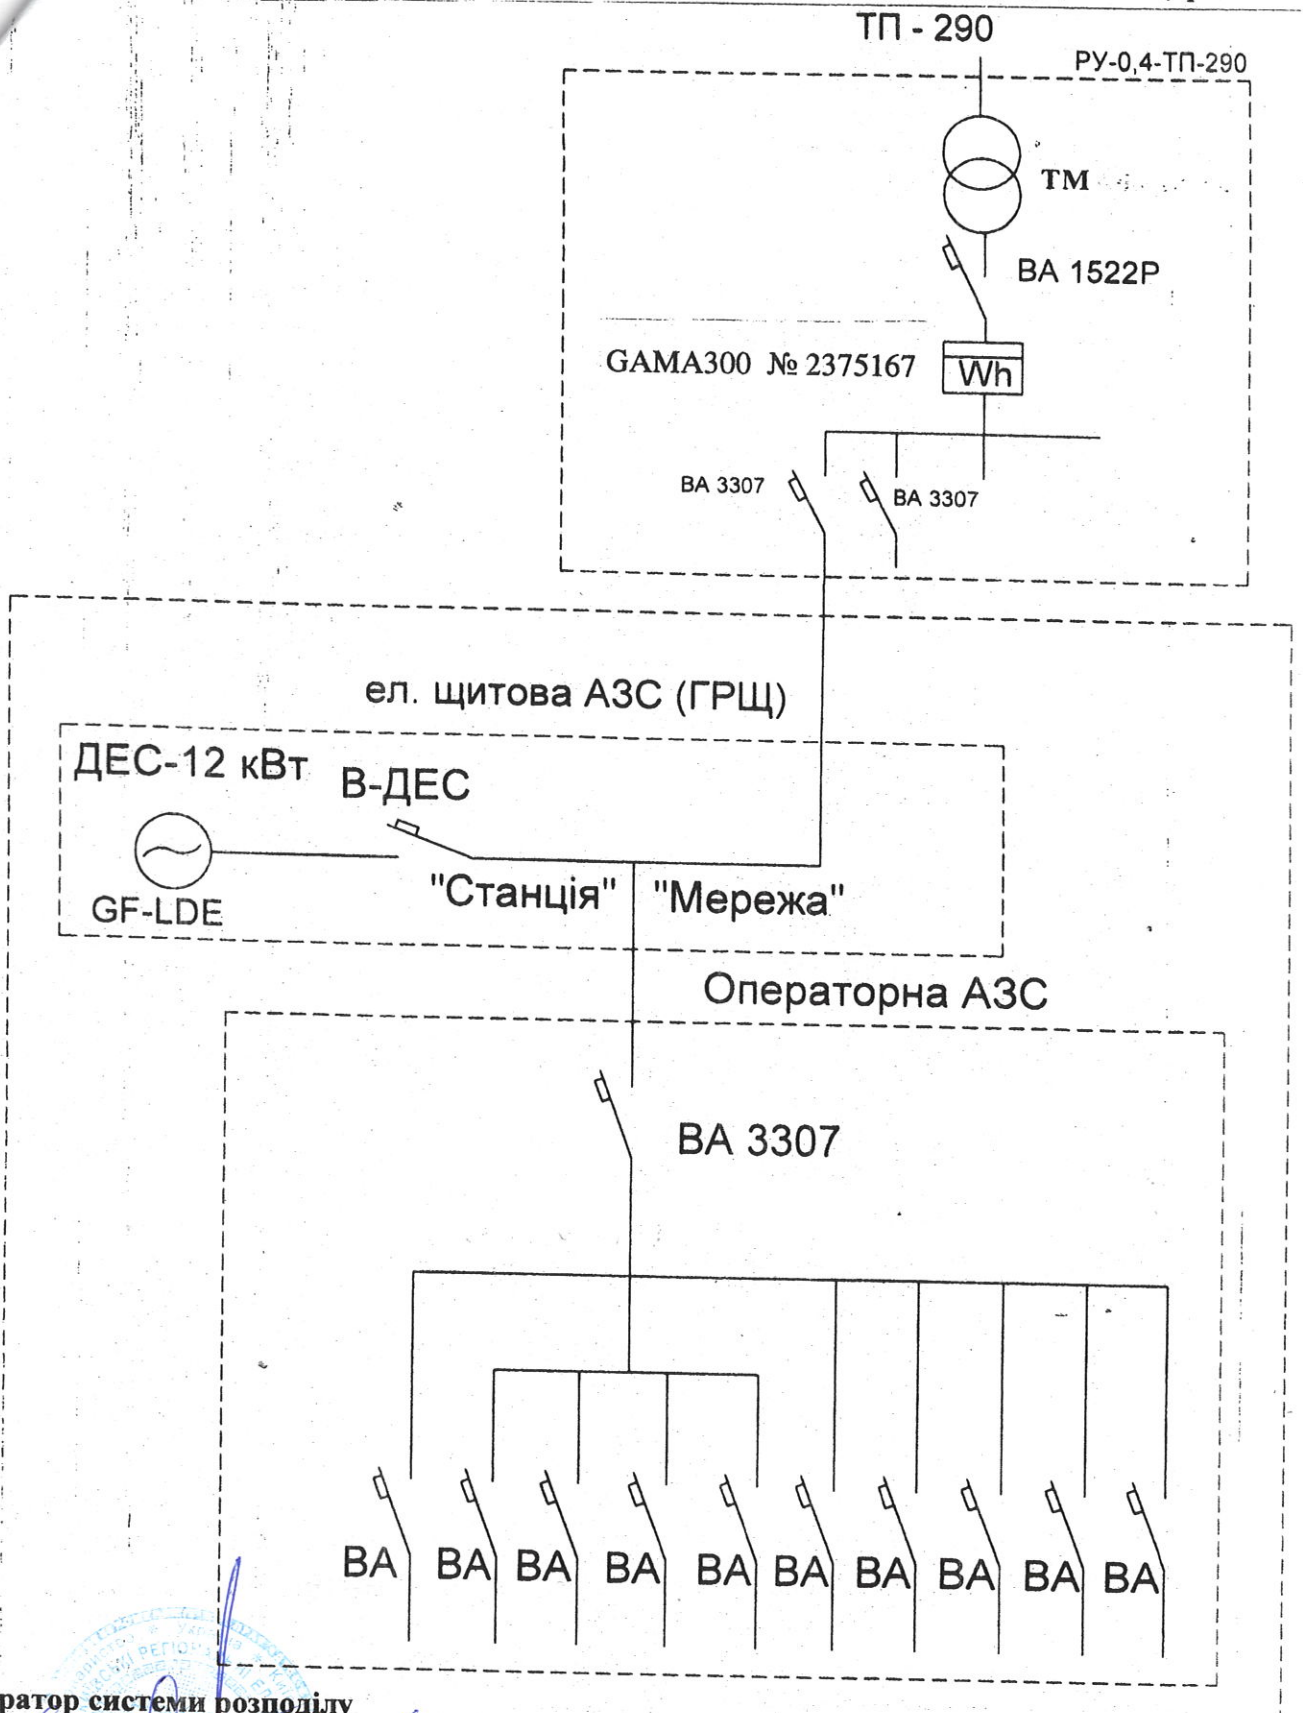 ТП - 290
РУ-0,4-ТП-290
ТМ
ВА 1522Р
GAMA300 № 2375167
Wh
ВА 3307
ВА 3307
ел. щитова АЗС (ГРЩ)
ДЕС-12 кВт
В-ДЕС
"Станція" "Мережа"
GF-LDE
Операторна АЗС
ВА 3307
ВА ВА ВА ВА ВА ВА ВА ВА ВА ВА
ратор системи розподілу